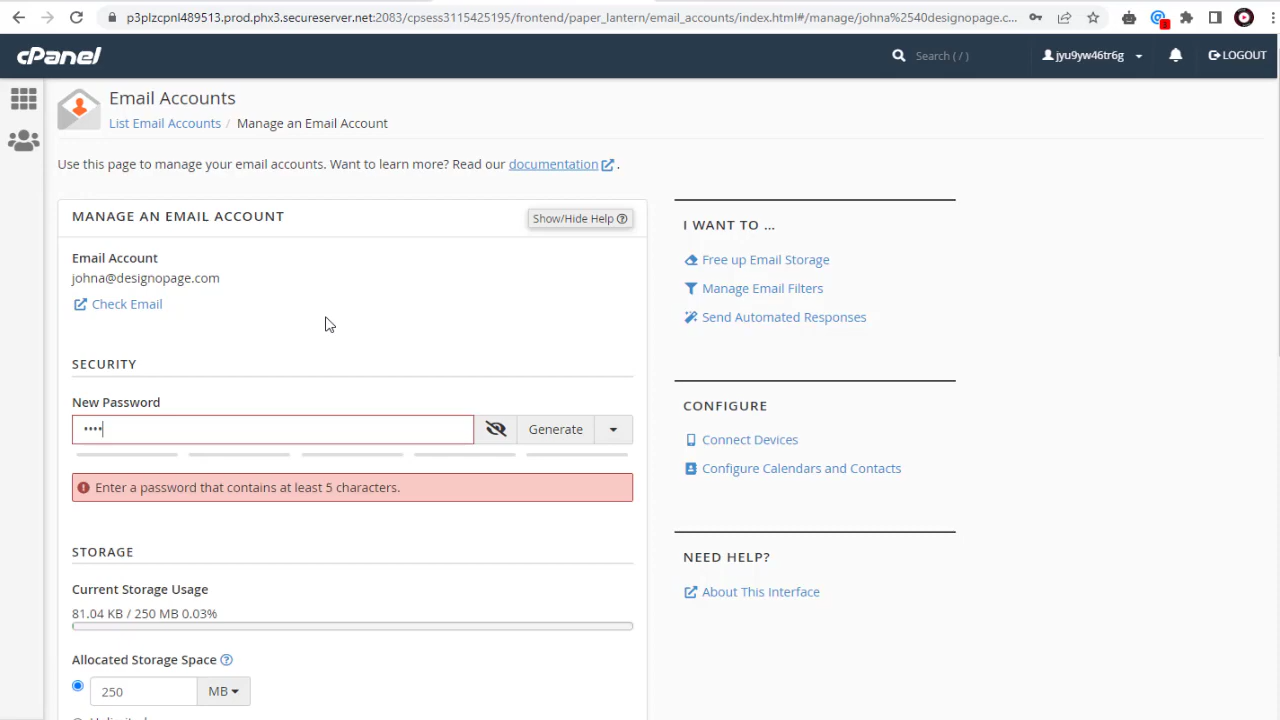 p3plzcpnl489513.prod.phx3.secureserver.net:2083/cpsess3115425195/frontend/paper_lantern/email_accounts/index.html#/manage/johna%2540designopage.c...
cPanel
Search ( / )
jyu9yw46tr6g
LOGOUT
Email Accounts
List Email Accounts / Manage an Email Account
Use this page to manage your email accounts. Want to learn more? Read our documentation .
MANAGE AN EMAIL ACCOUNT
Show/Hide Help
Email Account
johna@designopage.com
Check Email
SECURITY
New Password
••••
Generate
Enter a password that contains at least 5 characters.
STORAGE
Current Storage Usage
81.04 KB / 250 MB 0.03%
Allocated Storage Space
250
MB
I WANT TO ...
Free up Email Storage
Manage Email Filters
Send Automated Responses
CONFIGURE
Connect Devices
Configure Calendars and Contacts
NEED HELP?
About This Interface